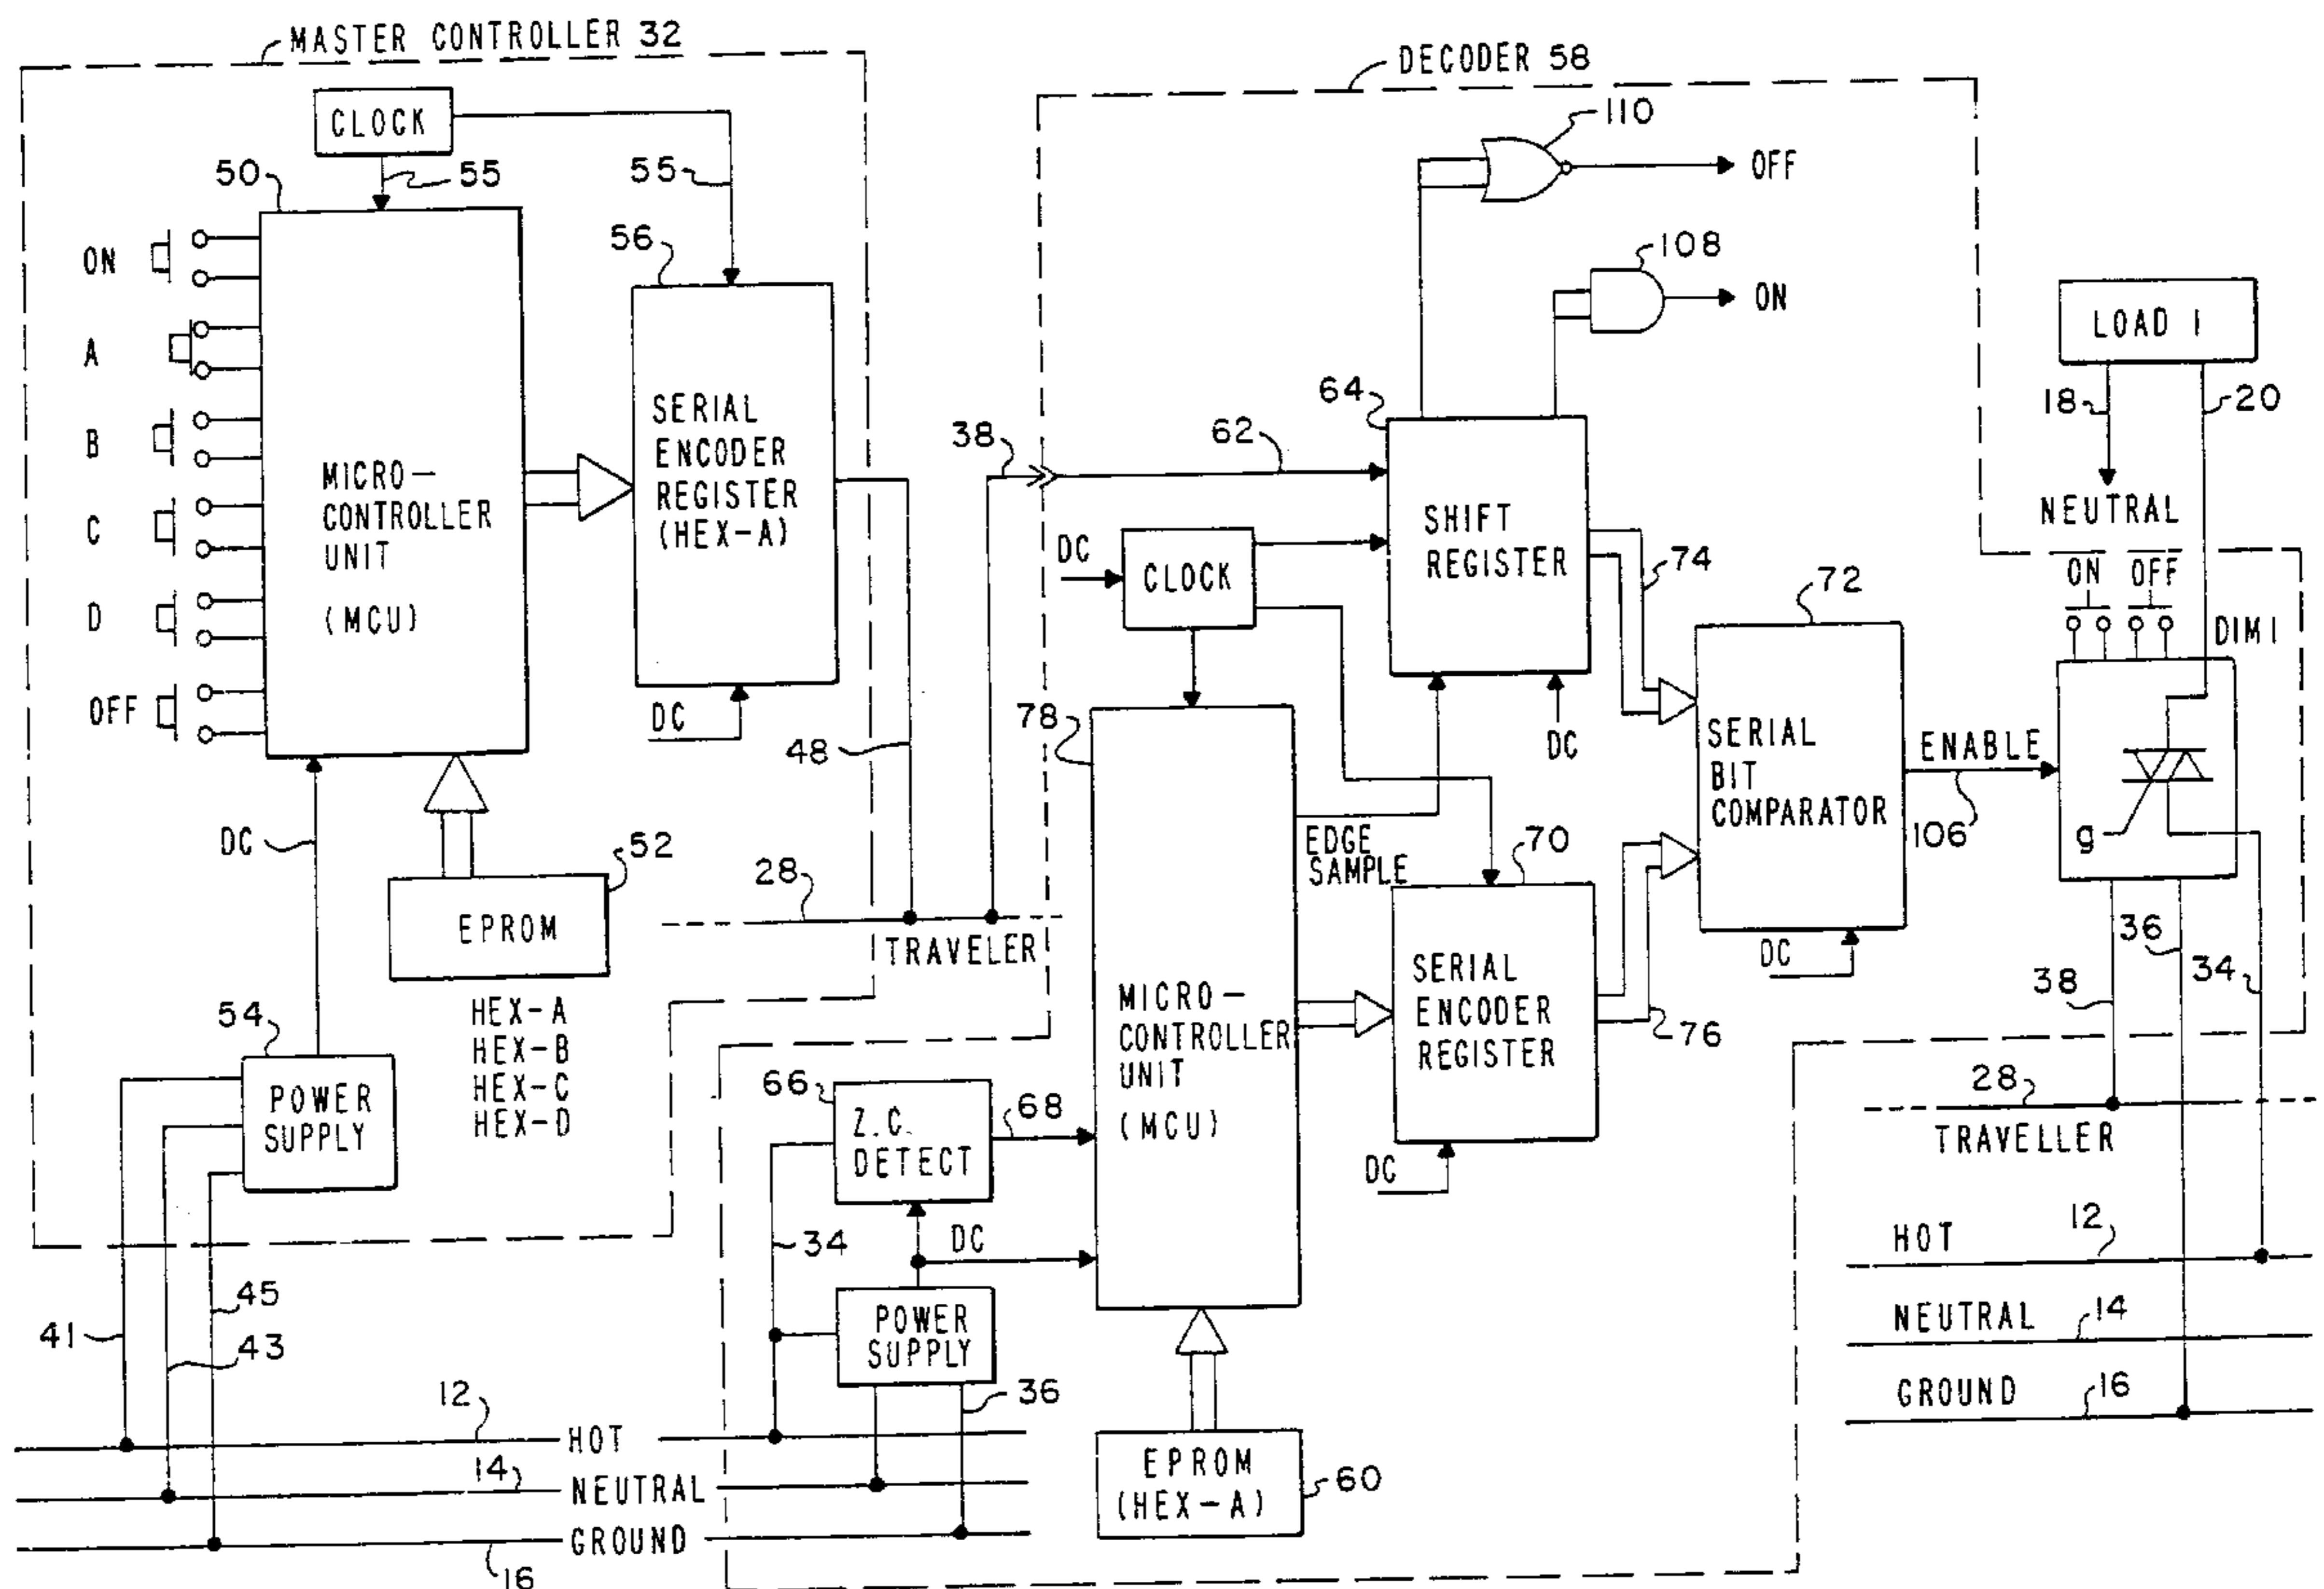 MASTER CONTROLLER 32
CLOCK
55
55
50
56
ON
A
B
C
D
OFF
MICRO-
CONTROLLER
UNIT
(MCU)
SERIAL
ENCODER
REGISTER
(HEX-A)
DC
DC
48
EPROM
52
HEX-A
HEX-B
HEX-C
HEX-D
54
POWER
SUPPLY
41
43
45
28
TRAVELER
38
12
HOT
14
NEUTRAL
16
GROUND
DECODER 58
110
OFF
108
ON
64
62
SHIFT
REGISTER
DC
CLOCK
DC
74
78
MICRO-
CONTROLLER
UNIT
(MCU)
EDGE
SAMPLE
70
SERIAL
ENCODER
REGISTER
DC
76
72
SERIAL
BIT
COMPARATOR
DC
ENABLE
106
66
Z.C.
DETECT
68
34
DC
POWER
SUPPLY
36
EPROM
(HEX-A)
60
LOAD 1
18
20
NEUTRAL
ON OFF
DIM1
g
38
36
34
28
TRAVELLER
HOT
12
NEUTRAL
14
GROUND
16